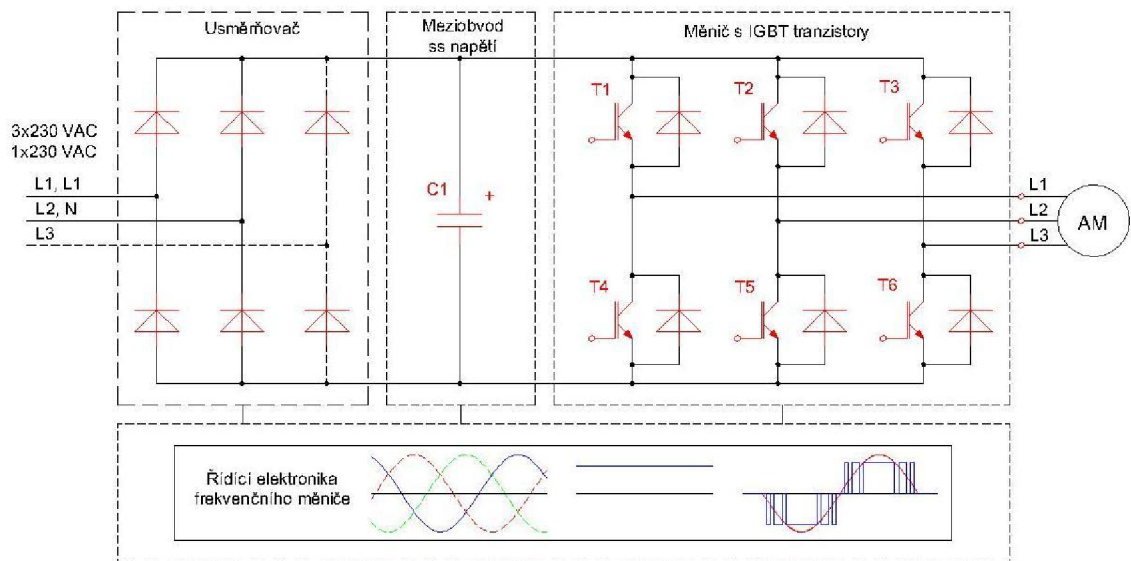 Usměrňovač
Meziobvod
ss napětí
Měnič s IGBT tranzistory
3x230 VAC
1x230 VAC
L1, L1
L2, N
L3
C1
+
T1
T2
T3
T4
T5
T6
L1
L2
L3
AM
Řídící elektronika
frekvenčního měniče